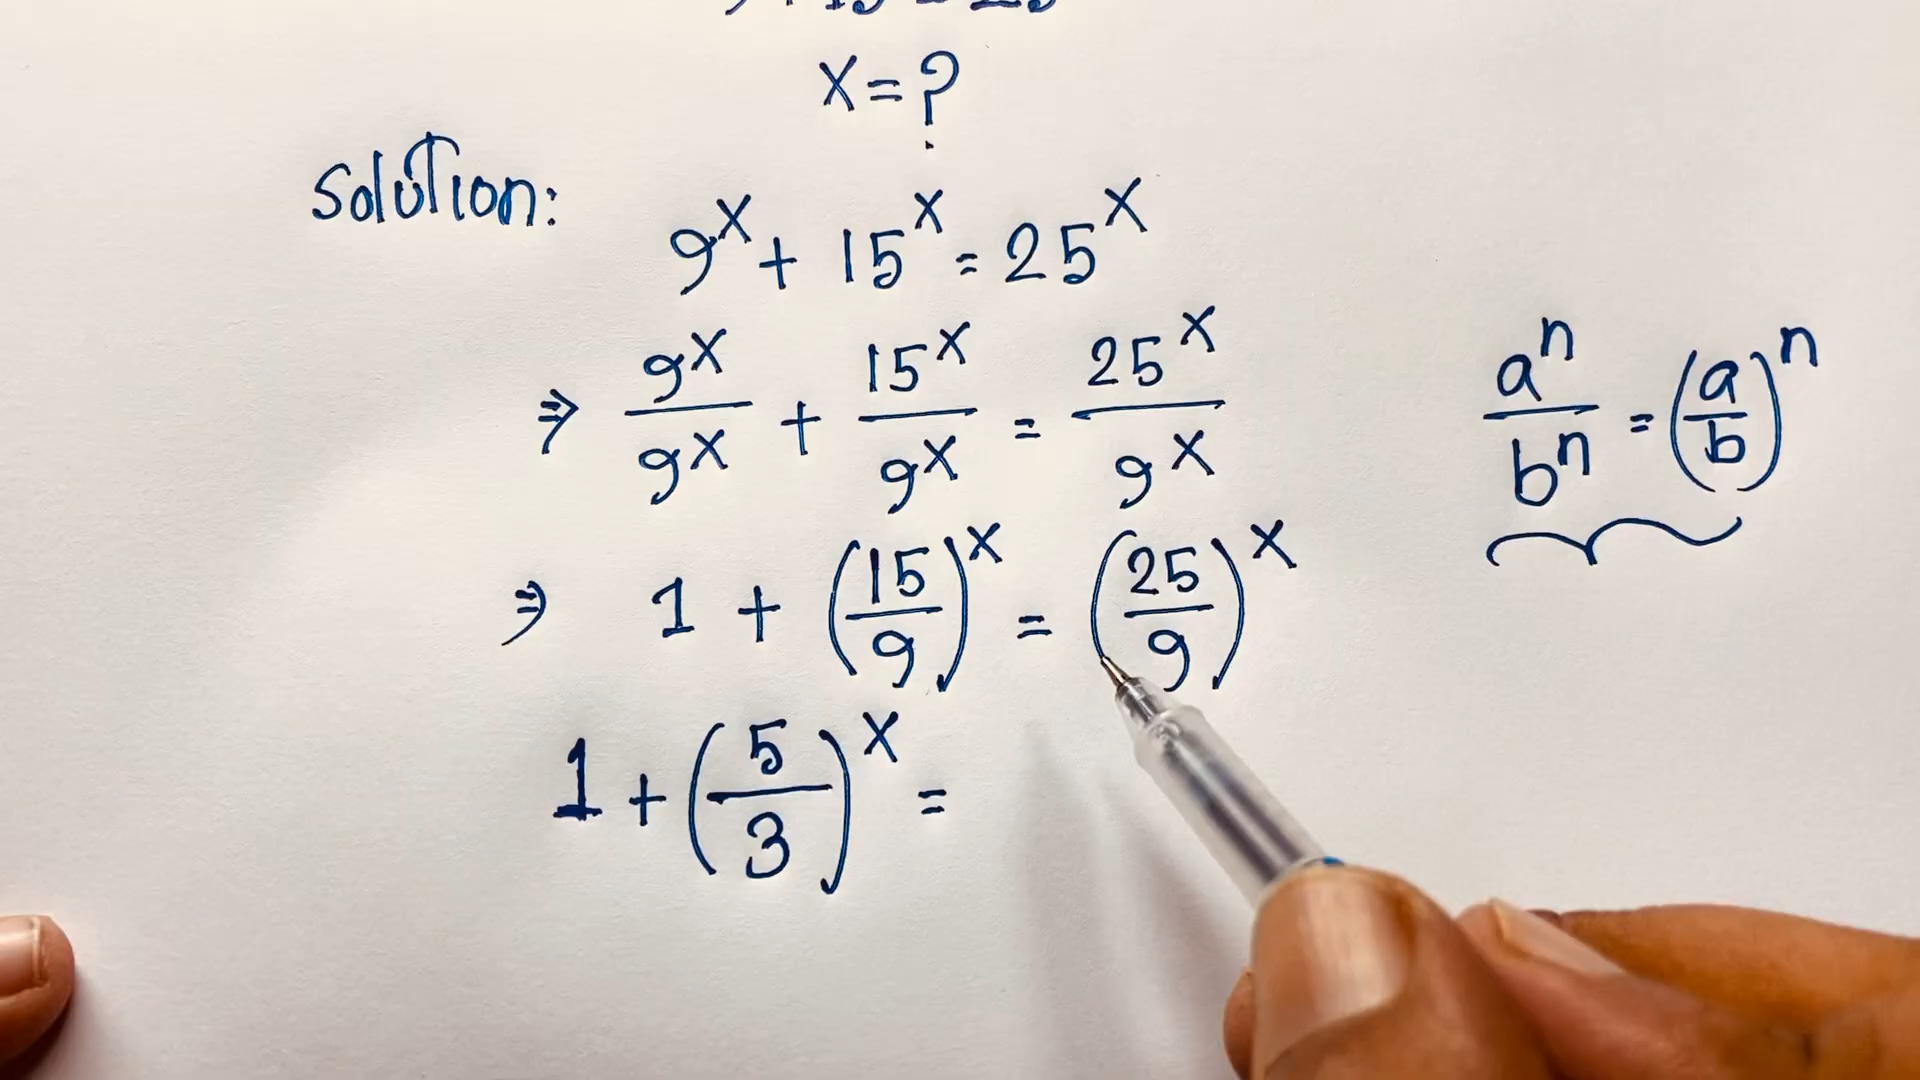 x = ?
Solution:
9^x + 15^x = 25^x
⇒ 9^x/9^x + 15^x/9^x = 25^x/9^x
a^n/b^n = (a/b)^n
⇒ 1 + (15/9)^x = (25/9)^x
1 + (5/3)^x =